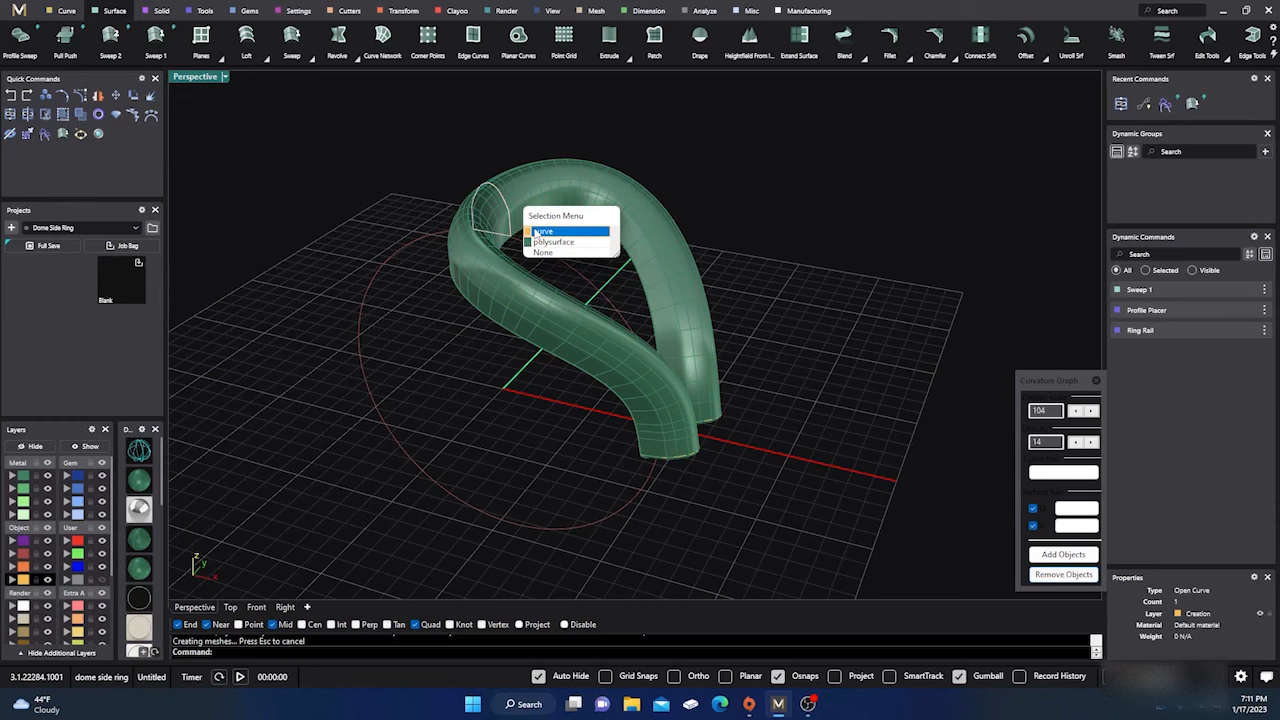 Curve
Surface
Solid
Tools
Gems
Settings
Cutters
Transform
Clayoo
Render
View
Mesh
Dimension
Analyze
Misc
Manufacturing
Search
Profile Sweep
Pull Push
Sweep 2
Sweep 1
Planes
Loft
Sweep
Revolve
Curve Network
Corner Points
Edge Curves
Planar Curves
Point Grid
Extrude
Patch
Drape
Heightfield From I...
Extend Surface
Blend
Fillet
Chamfer
Connect Srfs
Offset
Unroll Srf
Smash
Tween Srf
Edit Tools
Edge Tools
Quick Commands
Perspective
Recent Commands
Dynamic Groups
Search
Selection Menu
curve
polysurface
None
Projects
Dome Side Ring
Full Save
Job Bag
Blank
Dynamic Commands
Search
All
Selected
Visible
Sweep 1
Profile Placer
Ring Rail
Curvature Graph
104
14
Add Objects
Remove Objects
Layers
D...
Hide
Show
Metal
Gem
Object
User
Render
Extra A
Hide Additional Layers
z
y
x
Properties
Type Open Curve
Count 1
Layer Creation
Material Default material
Weight 0 N/A
Perspective
Top
Front
Right
End
Near
Point
Mid
Cen
Int
Perp
Tan
Quad
Knot
Vertex
Project
Disable
Creating meshes... Press Esc to cancel
Command:
3.1.22284.1001
dome side ring
Untitled
Timer
00:00:00
Auto Hide
Grid Snaps
Ortho
Planar
Osnaps
Project
SmartTrack
Gumball
Record History
44°F
Cloudy
Search
7:11 PM
1/17/2023